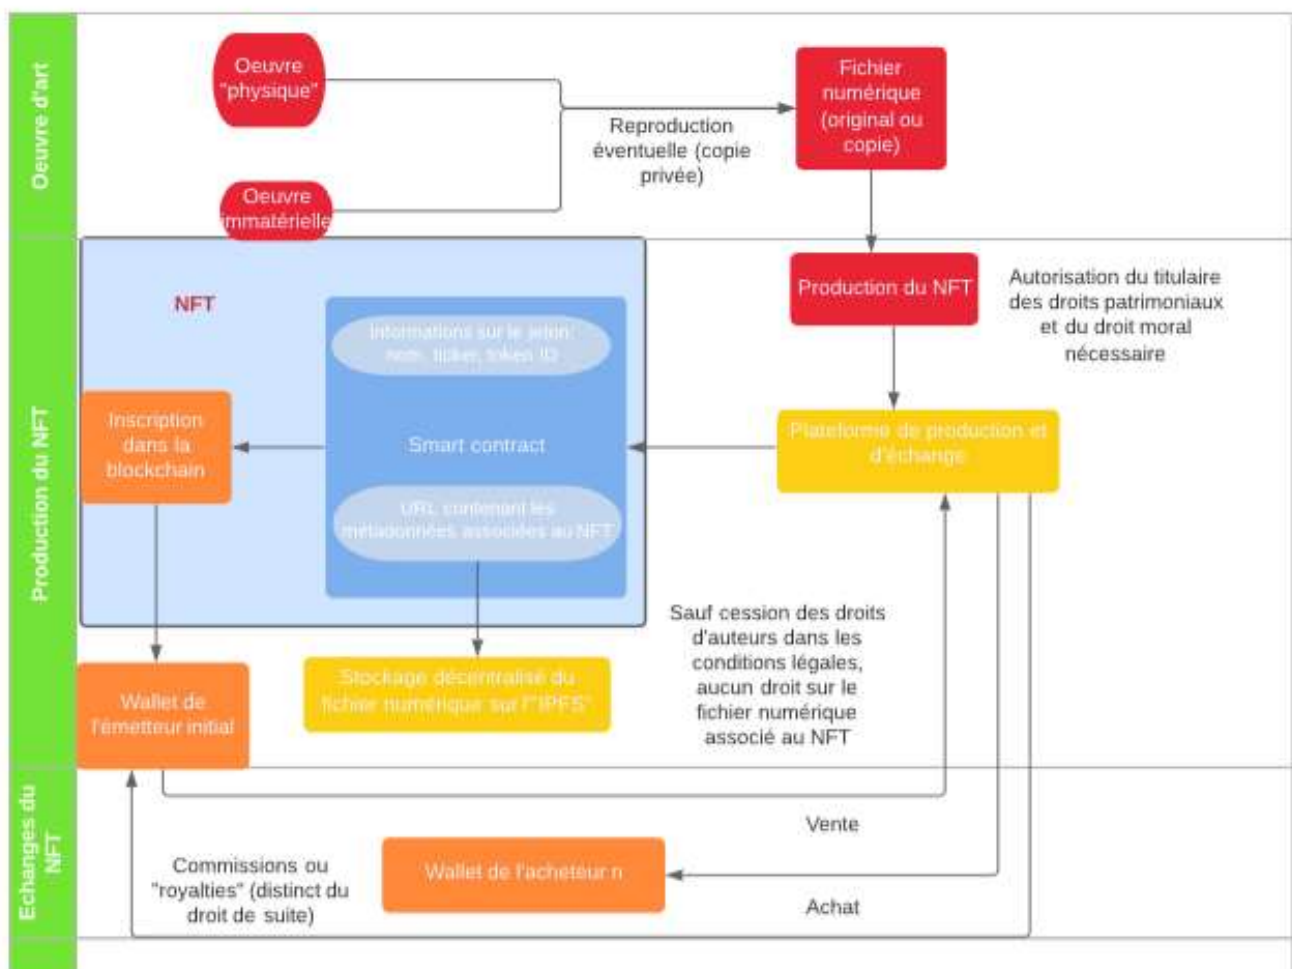 Oeuvre d'art
Oeuvre
"physique"
Oeuvre
immatérielle
Reproduction
éventuelle (copie
privée)
Fichier
numérique
(original ou
copie)
Production du NFT
NFT
Informations sur le jeton:
nom, ticker, token ID
Smart contract
URL contenant les
métadonnées associées au NFT
Inscription
dans la
blockchain
Production du NFT
Autorisation du titulaire
des droits patrimoniaux
et du droit moral
nécessaire
Plateforme de production et
d'échange
Wallet de
l'émetteur initial
Stockage décentralisé du
fichier numérique sur l'"IPFS"
Sauf cession des droits
d'auteurs dans les
conditions légales,
aucun droit sur le
fichier numérique
associé au NFT
Echanges du
NFT
Vente
Commissions ou
"royalties" (distinct du
droit de suite)
Wallet de l'acheteur n
Achat